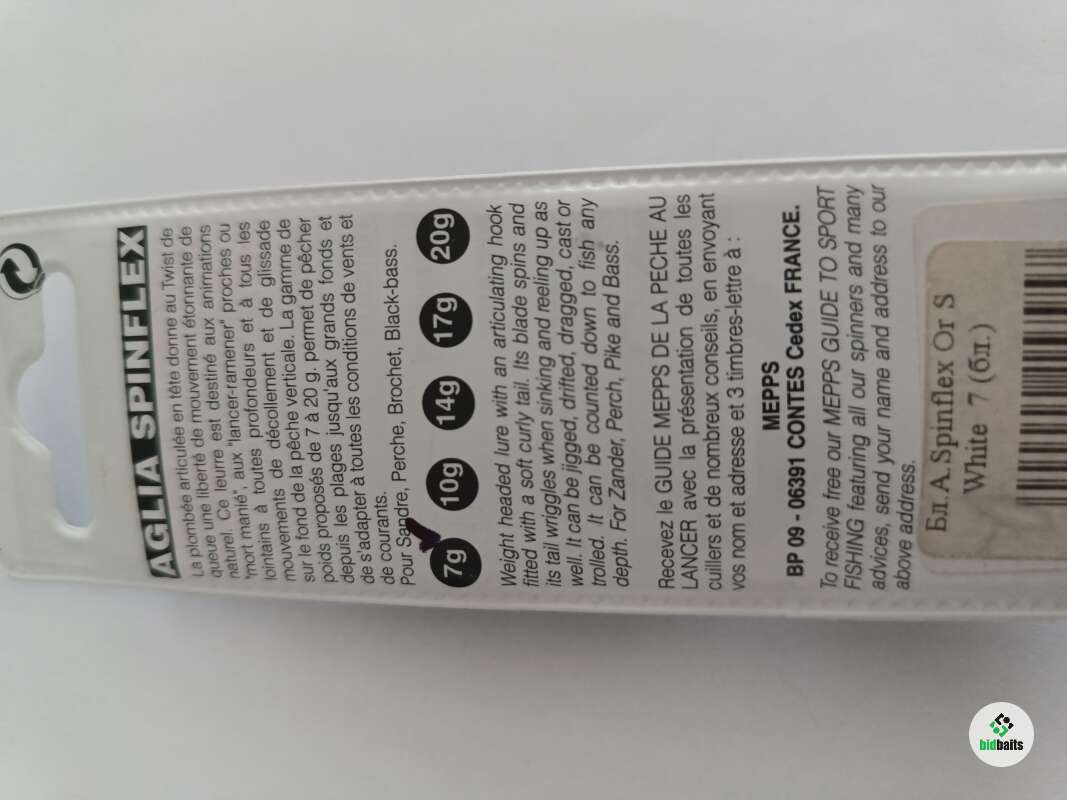 AGLIA SPINFLEX
La plombée articulée en tête donne au Twist de
queue une liberté de mouvement étonnante de
naturel. Ce leurre est destiné aux animations
"mort manié", aux "lancer-ramener" proches ou
lointains à toutes profondeurs et à tous les
mouvements de décollement et de glissade
sur le fond de la pêche verticale. La gamme de
poids proposés de 7 à 20 g. permet de pêcher
depuis les plages jusqu'aux grands fonds et
de s'adapter à toutes les conditions de vents et
de courants.
Pour Sandre, Perche, Brochet, Black-bass.
7g 10g 14g 17g 20g
Weight headed lure with an articulating hook
fitted with a soft curly tail. Its blade spins and
its tail wriggles when sinking and reeling up as
well. It can be jigged, drifted, dragged, cast or
trolled. It can be counted down to fish any
depth. For Zander, Perch, Pike and Bass.
Recevez le GUIDE MEPPS DE LA PECHE AU
LANCER avec la présentation de toutes les
cuillers et de nombreux conseils, en envoyant
vos nom et adresse et 3 timbres-lettre à :
MEPPS
BP 09 - 06391 CONTES Cedex FRANCE.
To receive free our MEPPS GUIDE TO SPORT
FISHING featuring all our spinners and many
advices, send your name and address to our
above address.
Бл. A. Spinflex Or S
White 7 (бл.)
bidbaits